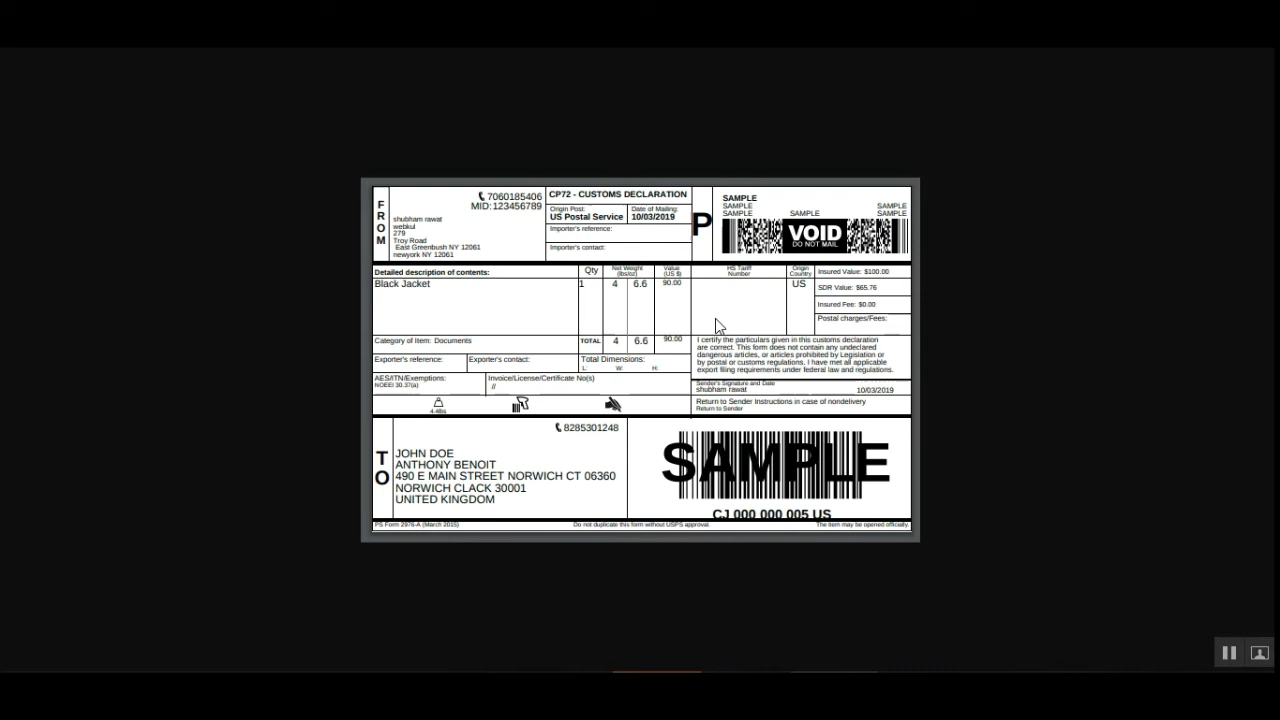 F
R
O
M
7060185406
MID:123456789
shubham rawat
webkul
279
Troy Road
East Greenbush NY 12061
newyork NY 12061
CP72 - CUSTOMS DECLARATION
Origin Post:
US Postal Service
Date of Mailing:
10/03/2019
Importer's reference:
Importer's contact:
P
SAMPLE
SAMPLE SAMPLE
SAMPLE SAMPLE SAMPLE
VOID
DO NOT MAIL
Detailed description of contents: Qty Net Weight (lbs/oz) Value (US $) HS Tariff Number Origin Country
Black Jacket 1 4 6.6 90.00 US
Insured Value: $100.00
SDR Value: $65.76
Insured Fee: $0.00
Postal charges/Fees:
Category of Item: Documents TOTAL 4 6.6 90.00
Exporter's reference: Exporter's contact: Total Dimensions:
L: W: H:
AES/ITN/Exemptions: Invoice/License/Certificate No(s)
NOEEI 30.37(a) //
4.4lbs
I certify the particulars given in this customs declaration
are correct. This form does not contain any undeclared
dangerous articles, or articles prohibited by Legislation or
by postal or customs regulations. I have met all applicable
export filing requirements under federal law and regulations.
Sender's Signature and Date
shubham rawat 10/03/2019
Return to Sender Instructions in case of nondelivery
Return to Sender
T
O
8285301248
JOHN DOE
ANTHONY BENOIT
490 E MAIN STREET NORWICH CT 06360
NORWICH CLACK 30001
UNITED KINGDOM
SAMPLE
CJ 000 000 005 US
PS Form 2976-A (March 2015) Do not duplicate this form without USPS approval. The item may be opened officially.